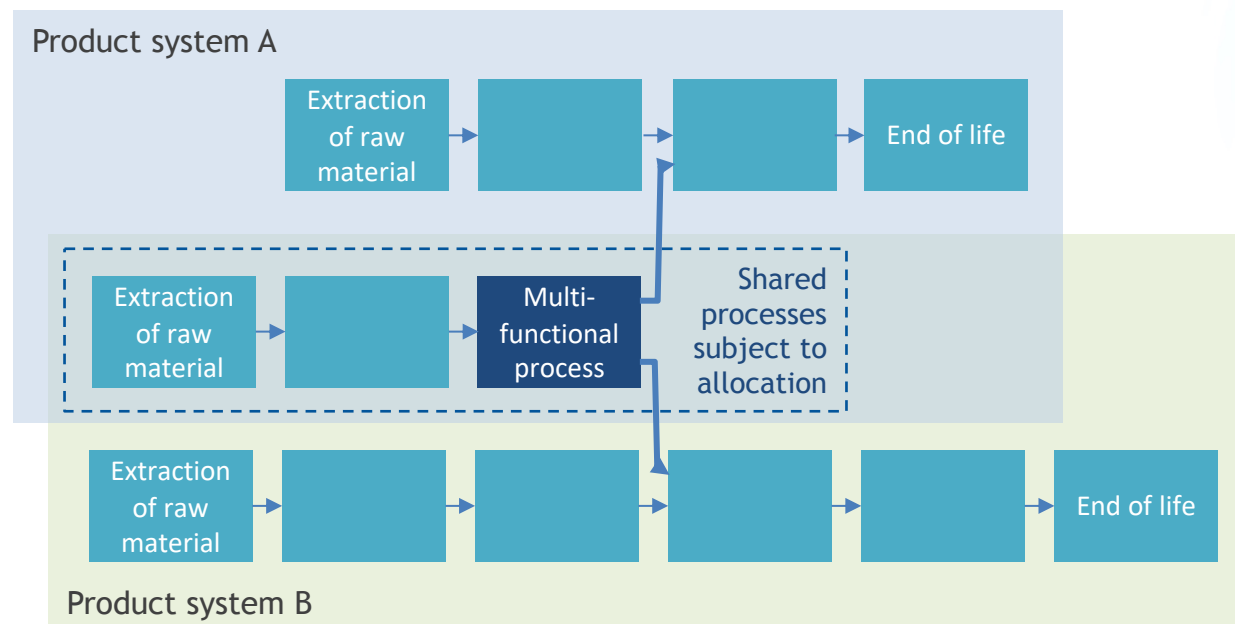 Product system A
Extraction
of raw
material
End of life
Extraction
of raw
material
Multi-
functional
process
Shared
processes
subject to
allocation
Extraction
of raw
material
End of life
Product system B